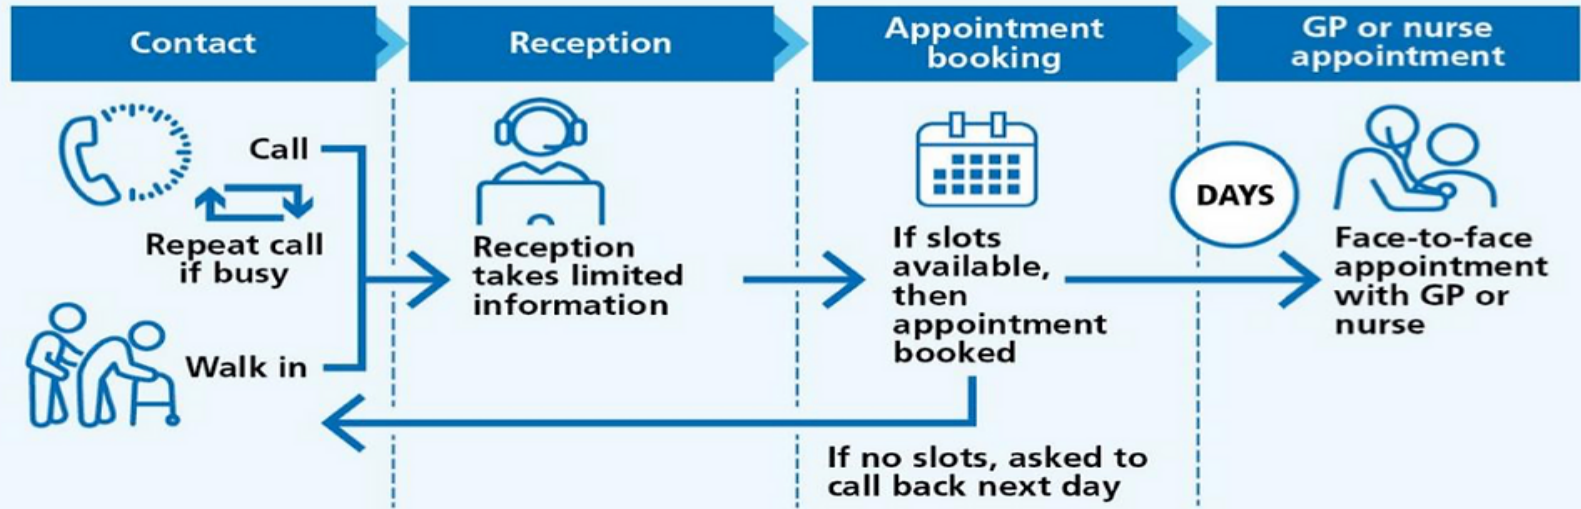 Contact
Reception
Appointment
booking
GP or nurse
appointment
Call
Repeat call
if busy
Walk in
Reception
takes limited
information
If slots
available,
then
appointment
booked
If no slots, asked to
call back next day
DAYS
Face-to-face
appointment
with GP or
nurse